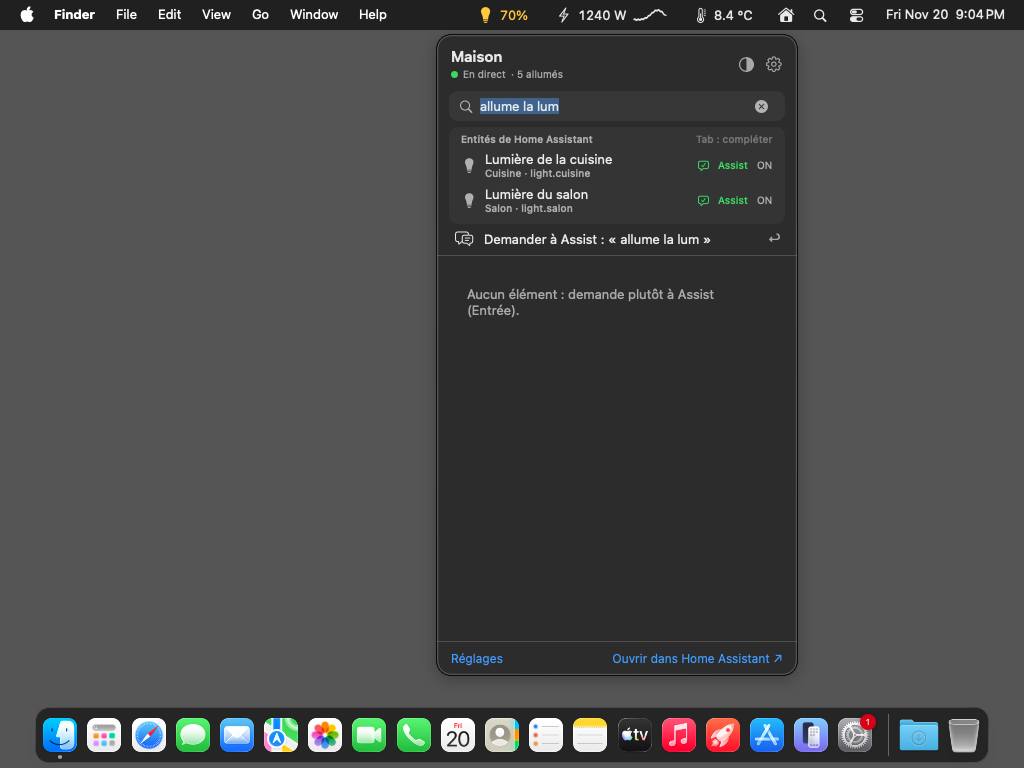 Finder File Edit View Go Window Help 70% 1240 W 8.4 ºC Fri Nov 20 9:04 PM
Maison
En direct · 5 allumés
allume la lum
Entités de Home Assistant Tab : compléter
Lumière de la cuisine
Cuisine · light.cuisine
Assist ON
Lumière du salon
Salon · light.salon
Assist ON
Demander à Assist : « allume la lum »
Aucun élément : demande plutôt à Assist
(Entrée).
Réglages Ouvrir dans Home Assistant ↗
Fri
20
tv
1